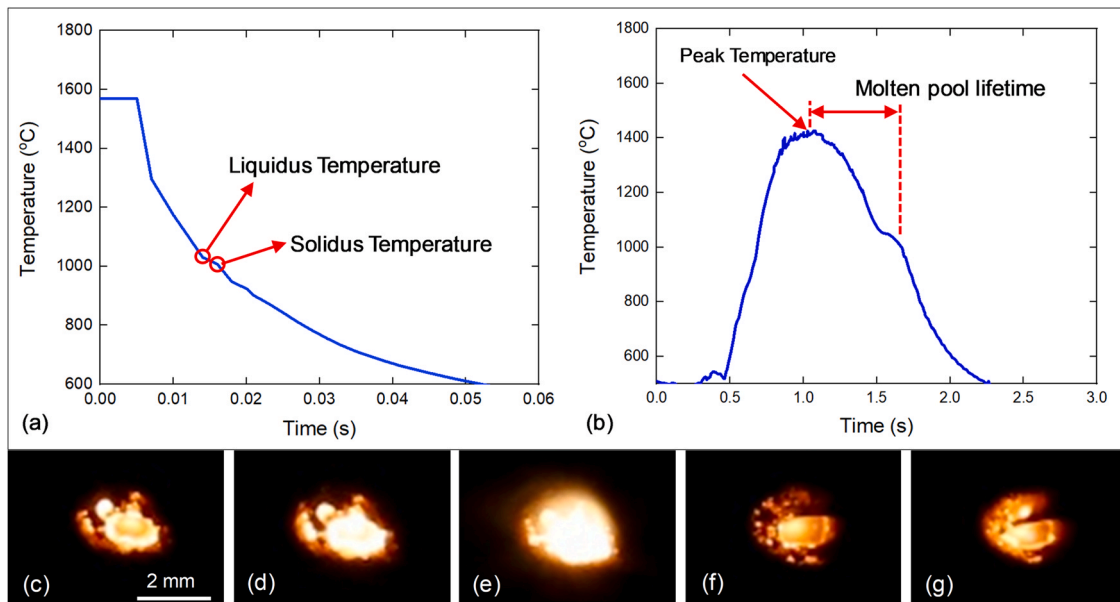 1800
1600
1400
1200
1000
800
600
Temperature (°C)
Liquidus Temperature
Solidus Temperature
0.00 0.01 0.02 0.03 0.04 0.05 0.06
Time (s)
(a)
1800
1600
1400
1200
1000
800
600
Temperature (°C)
Peak Temperature
Molten pool lifetime
0.0 0.5 1.0 1.5 2.0 2.5 3.0
Time (s)
(b)
(c)
2 mm
(d)
(e)
(f)
(g)